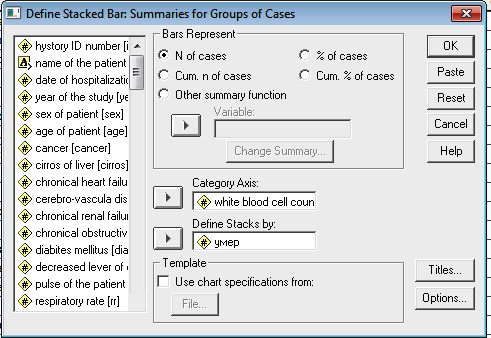 Define Stacked Bar: Summaries for Groups of Cases
hystory ID number [i
name of the patient
date of hospitalizati
year of the study [ye
sex of patient [sex]
age of patient [age]
cancer [cancer]
cirros of liver [cirros]
chronical heart failu
cerebro-vascula dis
chronical renal failur
chronical obstructiv
diabites mellitus [dia
decreased lever of c
pulse of the patient
respiratory rate [rr]
Bars Represent
N of cases
% of cases
Cum. n of cases
Cum. % of cases
Other summary function
Variable:
Change Summary...
Category Axis:
white blood cell coun
Define Stacks by:
умер
Template
Use chart specifications from:
File...
OK
Paste
Reset
Cancel
Help
Titles...
Options...